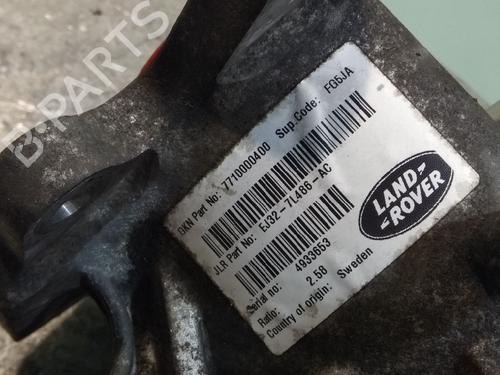 B-PARTS
GKN Part No: 7710000400 Sup.Code: FG5JA
JLR Part No: EJ32-7L486-AC
Serial no: 4933653
Ratio: 2.58
Country of origin: Sweden
LAND
ROVER